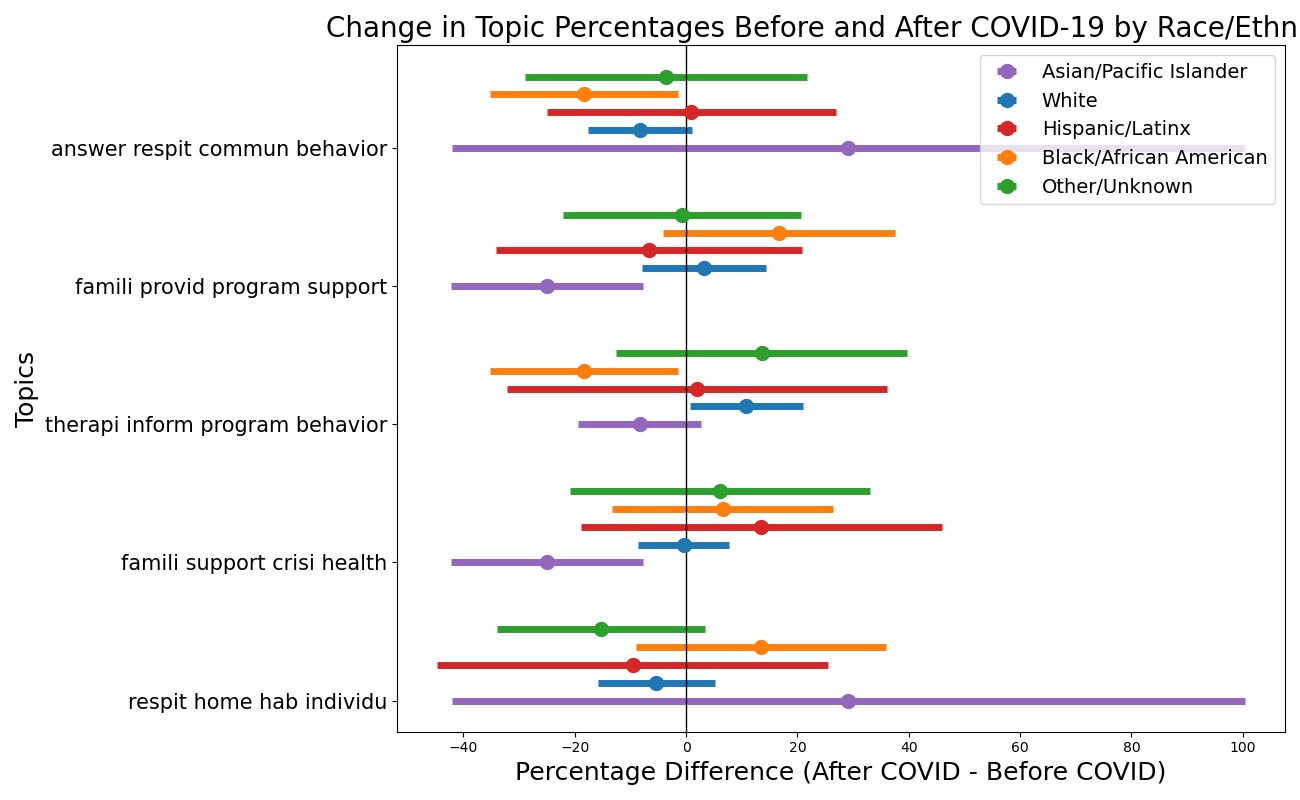 Change in Topic Percentages Before and After COVID-19 by Race/Ethn
Asian/Pacific Islander
White
Hispanic/Latinx
Black/African American
Other/Unknown
Topics
answer respit commun behavior
famili provid program support
therapi inform program behavior
famili support crisi health
respit home hab individu
−40 −20 0 20 40 60 80 100
Percentage Difference (After COVID - Before COVID)